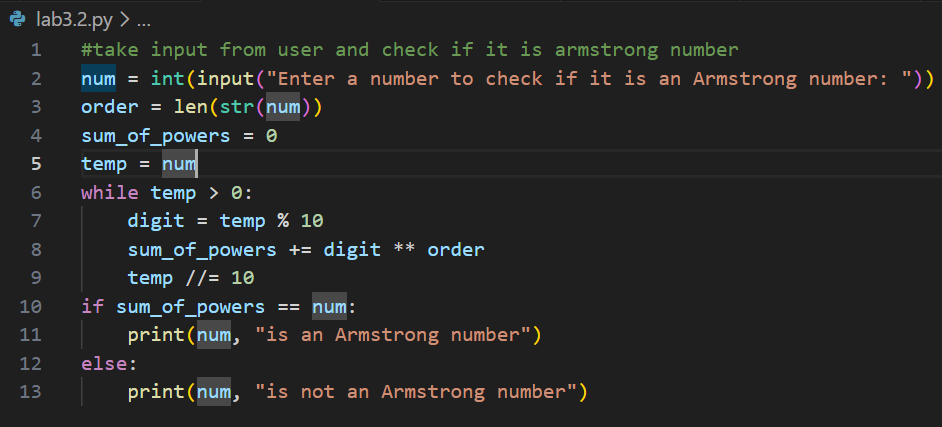 lab3.2.py > ...
1 #take input from user and check if it is armstrong number
2 num = int(input("Enter a number to check if it is an Armstrong number: "))
3 order = len(str(num))
4 sum_of_powers = 0
5 temp = num
6 while temp > 0:
7     digit = temp % 10
8     sum_of_powers += digit ** order
9     temp //= 10
10 if sum_of_powers == num:
11     print(num, "is an Armstrong number")
12 else:
13     print(num, "is not an Armstrong number")